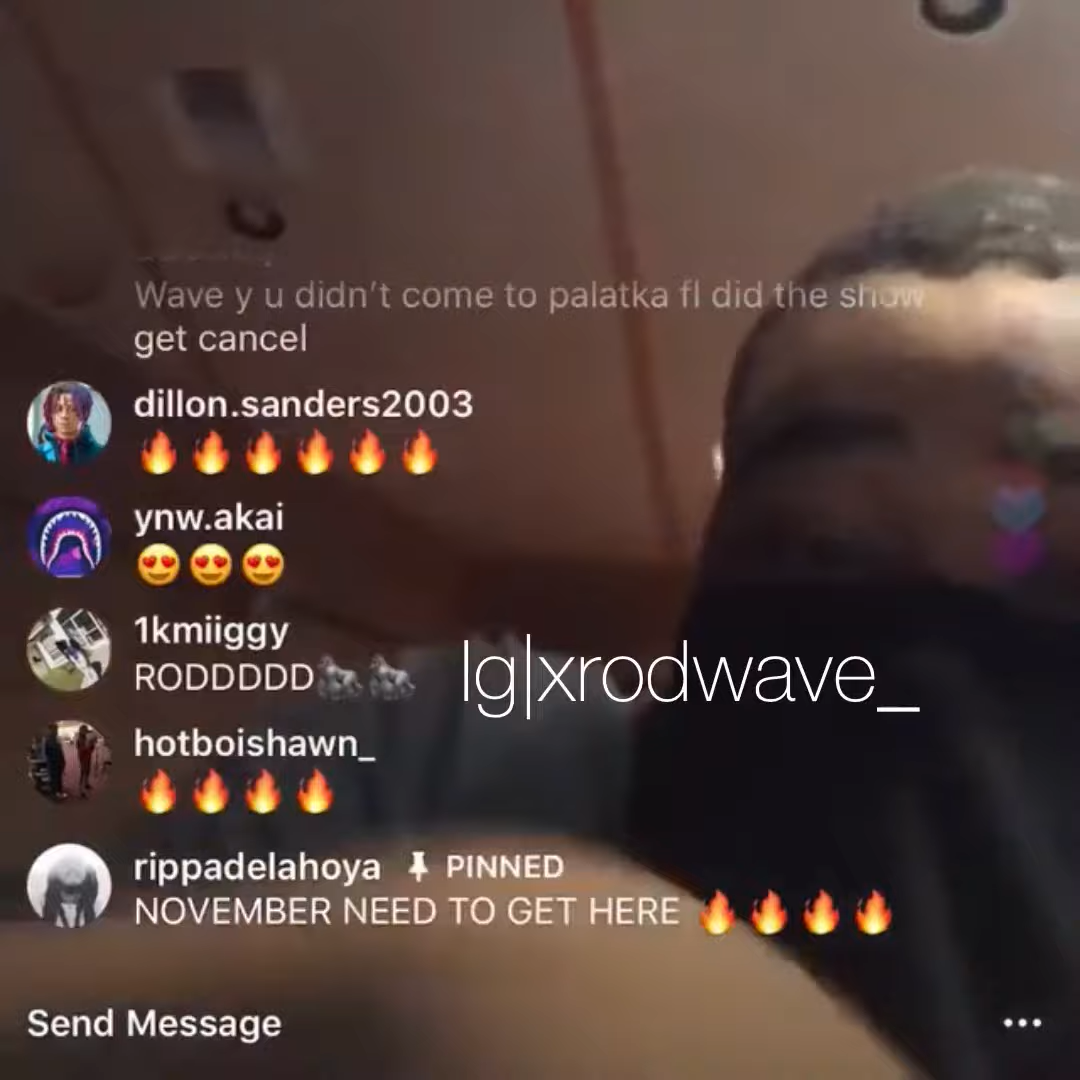 Wave y u didn't come to palatka fl did the show
get cancel
dillon.sanders2003
🔥🔥🔥🔥🔥🔥
ynw.akai
😍😍😍
1kmiiggy
RODDDDD🦍🦍
Ig|xrodwave_
hotboishawn_
🔥🔥🔥🔥
rippadelahoya 📌 PINNED
NOVEMBER NEED TO GET HERE 🔥🔥🔥🔥
Send Message